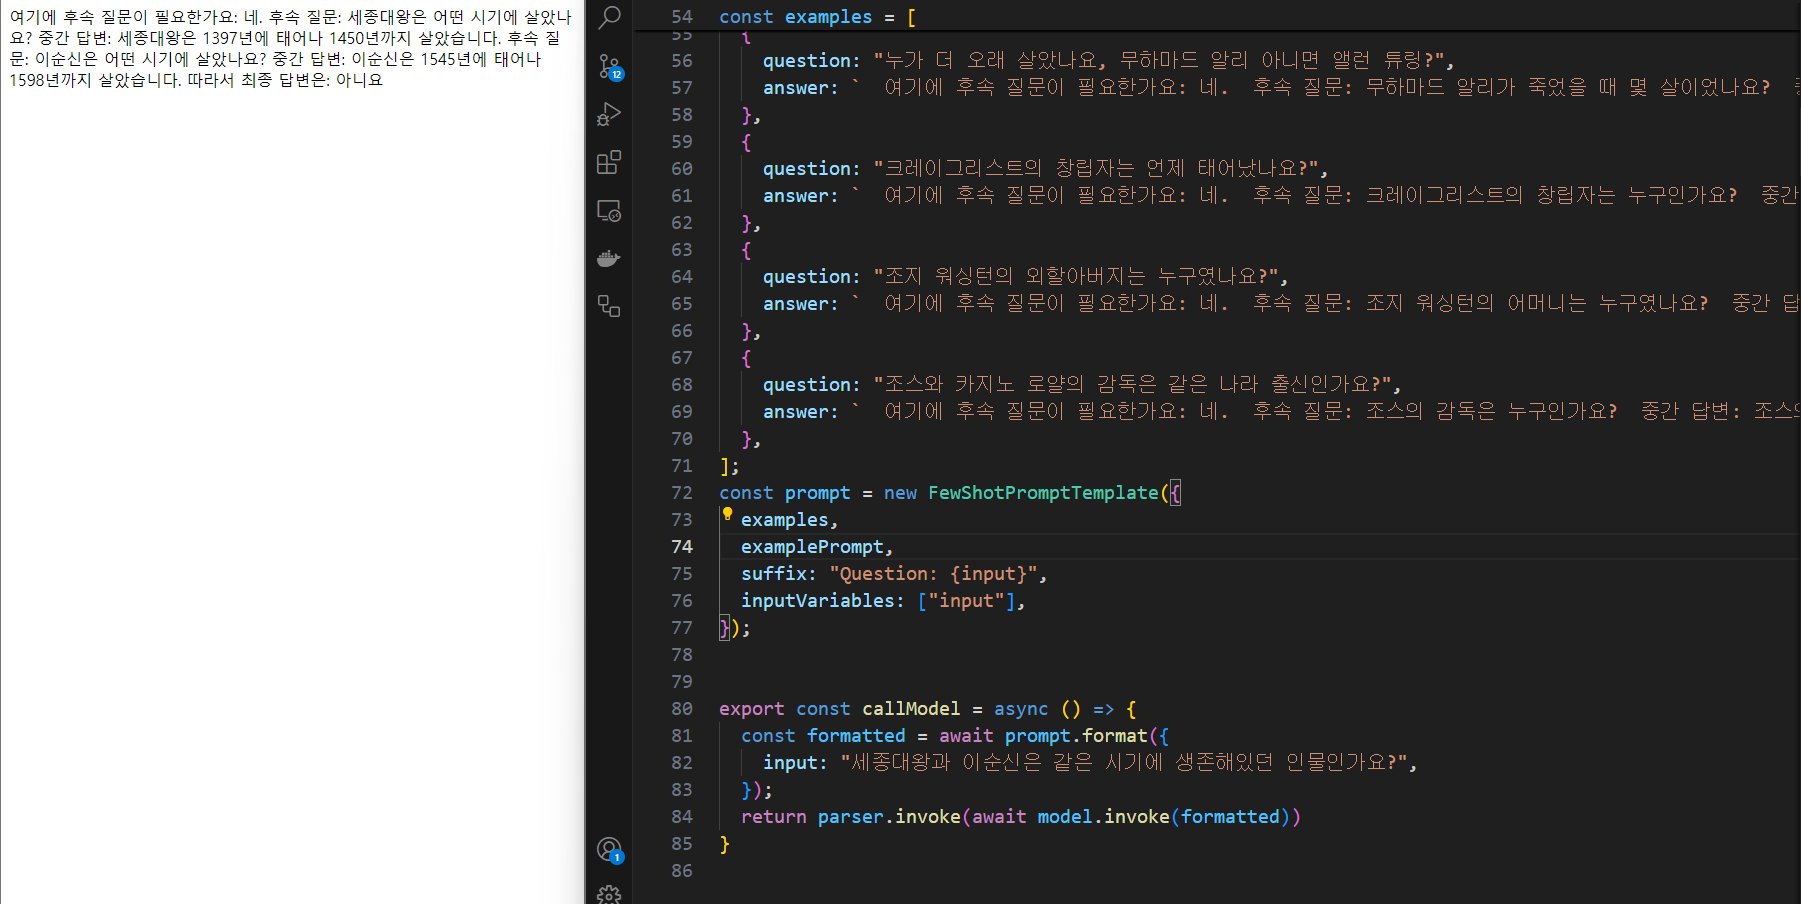 여기에 후속 질문이 필요한가요: 네. 후속 질문: 세종대왕은 어떤 시기에 살았나
요? 중간 답변: 세종대왕은 1397년에 태어나 1450년까지 살았습니다. 후속 질
문: 이순신은 어떤 시기에 살았나요? 중간 답변: 이순신은 1545년에 태어나
1598년까지 살았습니다. 따라서 최종 답변은: 아니요
12
1
54 const examples = [
55 {
56 question: "누가 더 오래 살았나요, 무하마드 알리 아니면 앨런 튜링?",
57 answer: ` 여기에 후속 질문이 필요한가요: 네. 후속 질문: 무하마드 알리가 죽었을 때 몇 살이었나요?
58 },
59 {
60 question: "크레이그리스트의 창립자는 언제 태어났나요?",
61 answer: ` 여기에 후속 질문이 필요한가요: 네. 후속 질문: 크레이그리스트의 창립자는 누구인가요? 중간
62 },
63 {
64 question: "조지 워싱턴의 외할아버지는 누구였나요?",
65 answer: ` 여기에 후속 질문이 필요한가요: 네. 후속 질문: 조지 워싱턴의 어머니는 누구였나요? 중간 답
66 },
67 {
68 question: "조스와 카지노 로얄의 감독은 같은 나라 출신인가요?",
69 answer: ` 여기에 후속 질문이 필요한가요: 네. 후속 질문: 조스의 감독은 누구인가요? 중간 답변: 조스의
70 },
71 ];
72 const prompt = new FewShotPromptTemplate({
73 examples,
74 examplePrompt,
75 suffix: "Question: {input}",
76 inputVariables: ["input"],
77 });
78
79
80 export const callModel = async () => {
81 const formatted = await prompt.format({
82 input: "세종대왕과 이순신은 같은 시기에 생존해있던 인물인가요?",
83 });
84 return parser.invoke(await model.invoke(formatted))
85 }
86